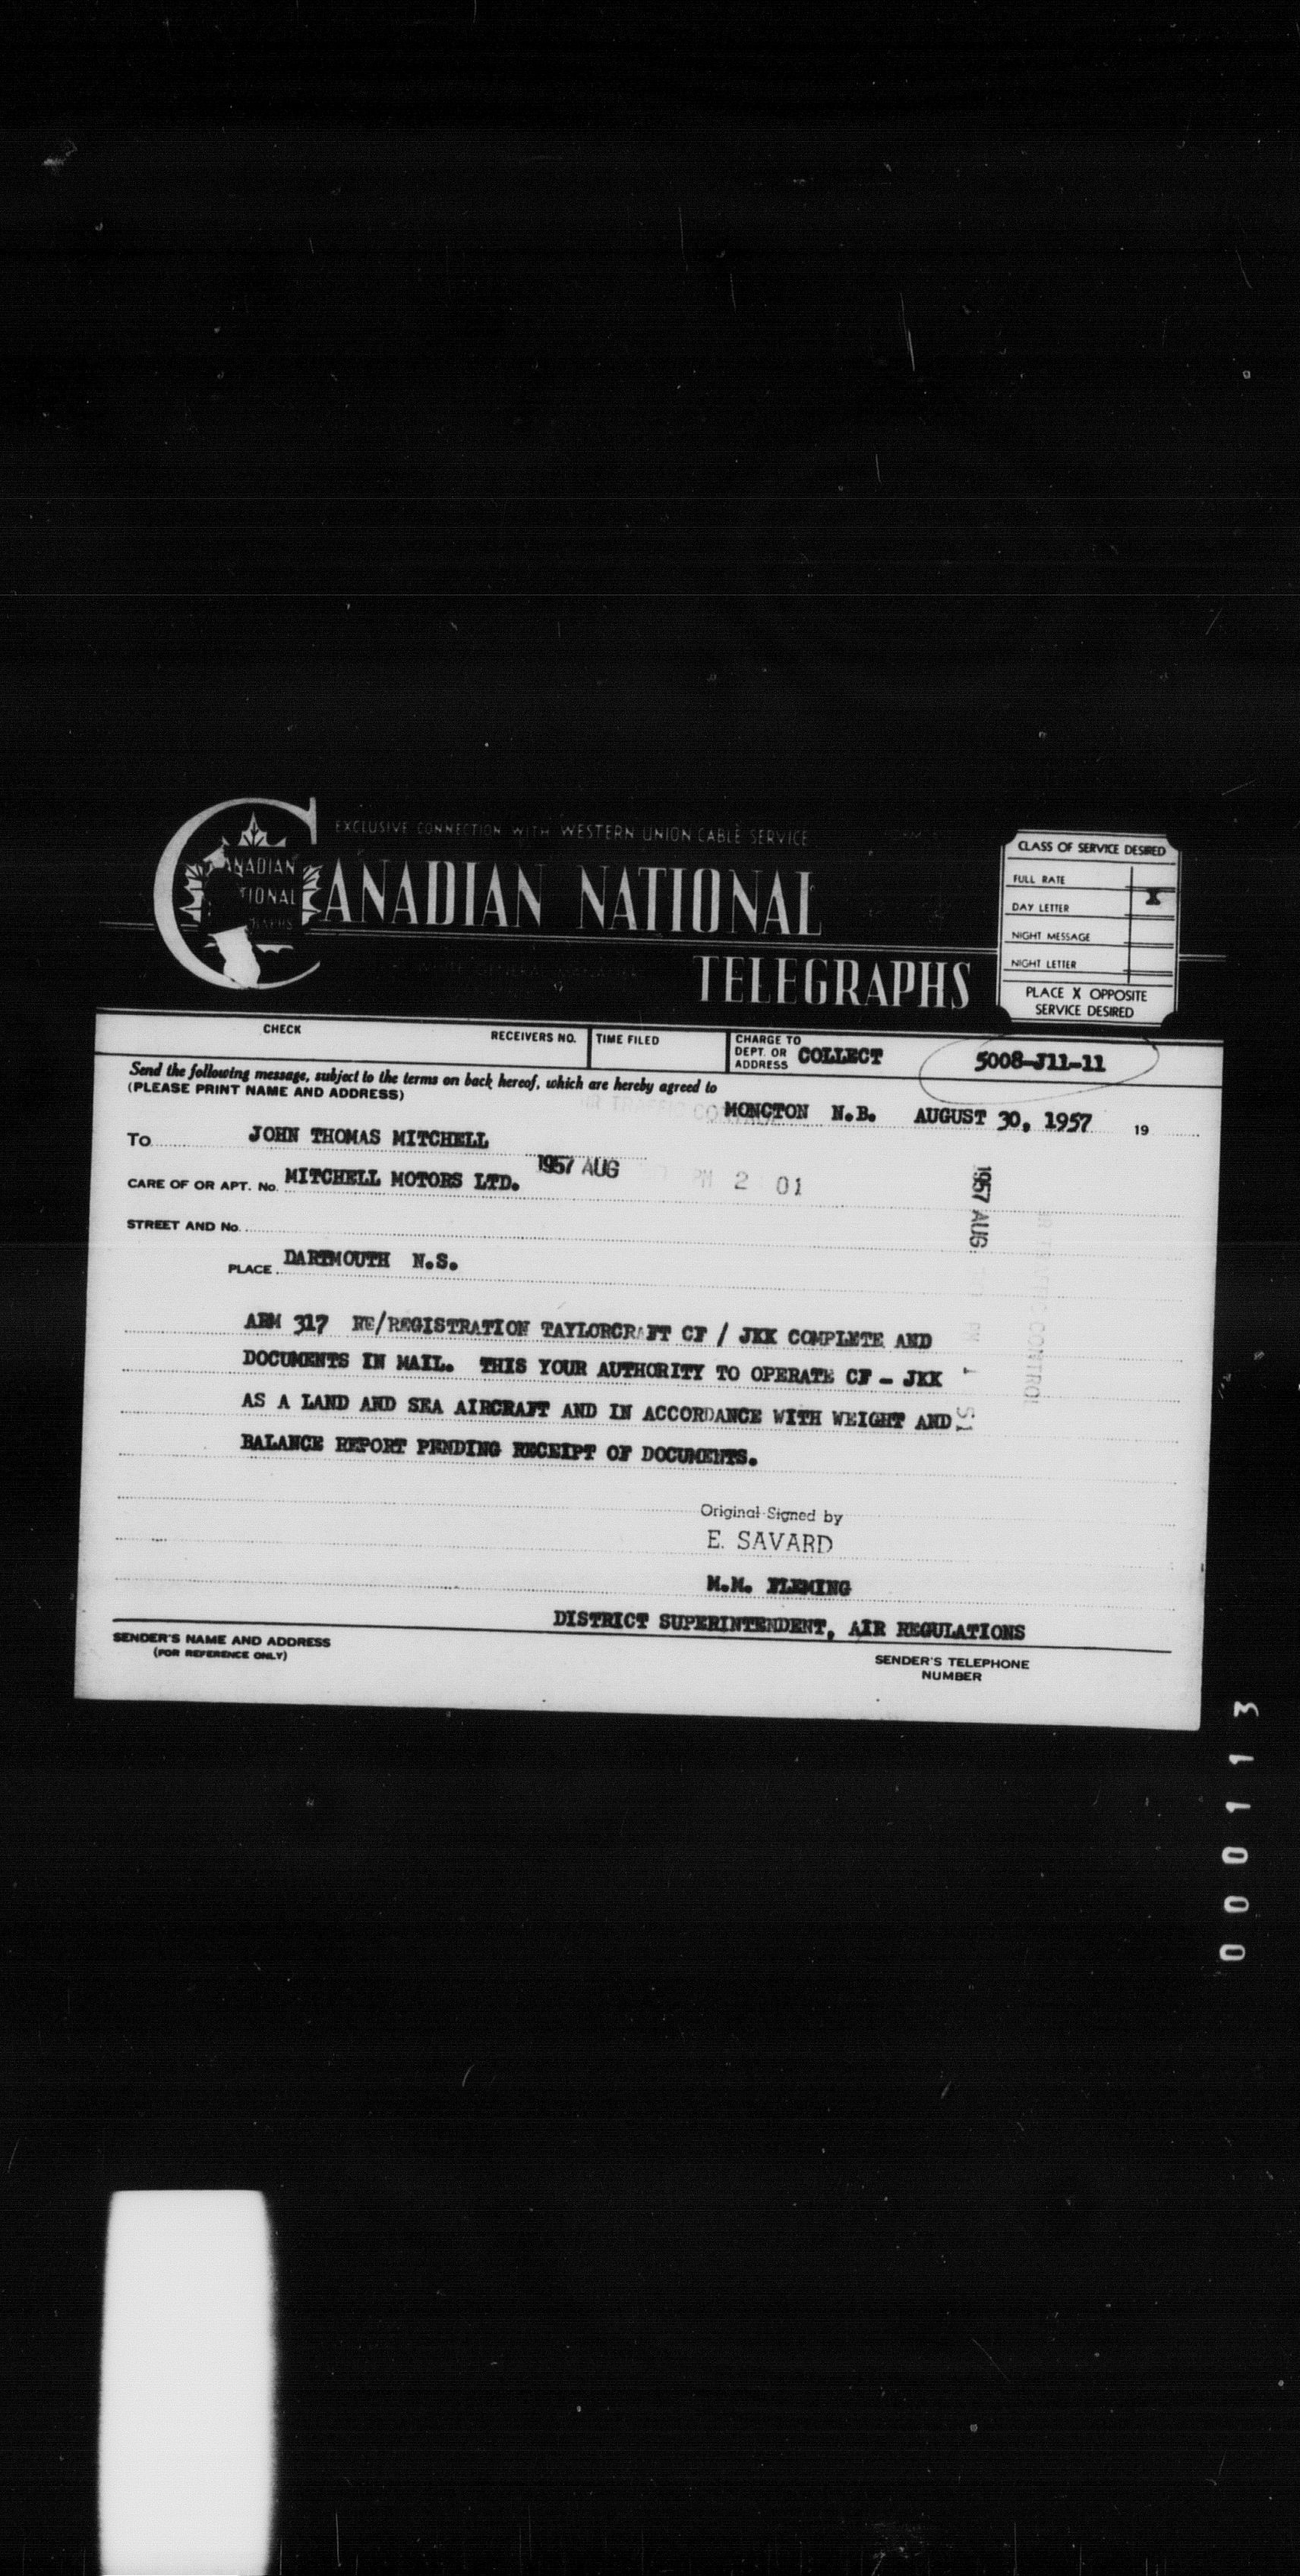 EXCLUSIVE CONNECTION WITH WESTERN UNION CABLE SERVICE
CANADIAN NATIONAL
TELEGRAPHS
CLASS OF SERVICE DESIRED
FULL RATE
X
DAY LETTER
NIGHT MESSAGE
NIGHT LETTER
PLACE X OPPOSITE
SERVICE DESIRED
CHECK
RECEIVERS NO.
TIME FILED
CHARGE TO
DEPT. OR
ADDRESS
COLLECT
5008-J11-11
Send the following message, subject to the terms on back hereof, which are hereby agreed to
(PLEASE PRINT NAME AND ADDRESS)
MONCTON N.B. AUGUST 30, 1957 19
To JOHN THOMAS MITCHELL
1957 AUG PM 2 01
CARE OF OR APT. No. MITCHELL MOTORS LTD.
STREET AND No.
PLACE DARTMOUTH N.S.
1957 AUG 1 51
ARM 317 RE/REGISTRATION TAYLORCRAFT CF / JKK COMPLETE AND
DOCUMENTS IN MAIL. THIS YOUR AUTHORITY TO OPERATE CF - JKK
AS A LAND AND SEA AIRCRAFT AND IN ACCORDANCE WITH WEIGHT AND
BALANCE REPORT PENDING RECEIPT OF DOCUMENTS.
Original Signed by
E. SAVARD
M.M. FLEMING
DISTRICT SUPERINTENDENT, AIR REGULATIONS
SENDER'S NAME AND ADDRESS
(FOR REFERENCE ONLY)
SENDER'S TELEPHONE
NUMBER
000113